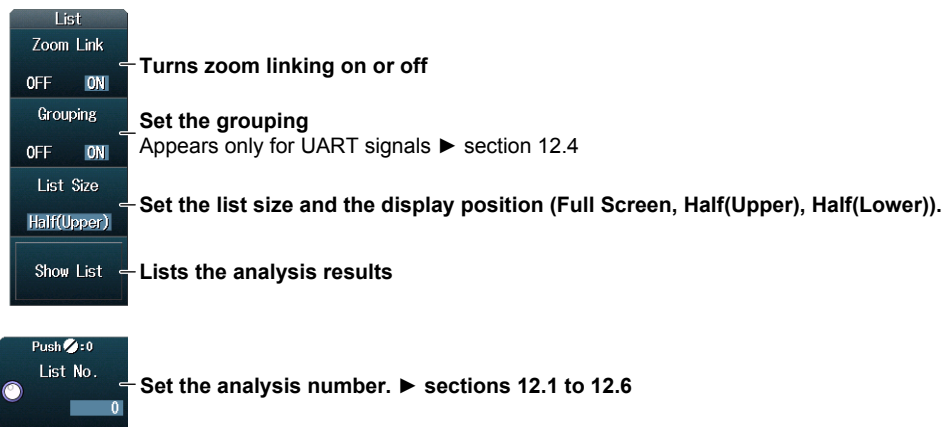 List
Zoom Link
OFF ON
Turns zoom linking on or off
Grouping
OFF ON
Set the grouping
Appears only for UART signals ► section 12.4
List Size
Half(Upper)
Set the list size and the display position (Full Screen, Half(Upper), Half(Lower)).
Show List
Lists the analysis results
Push :0
List No.
0
Set the analysis number. ► sections 12.1 to 12.6